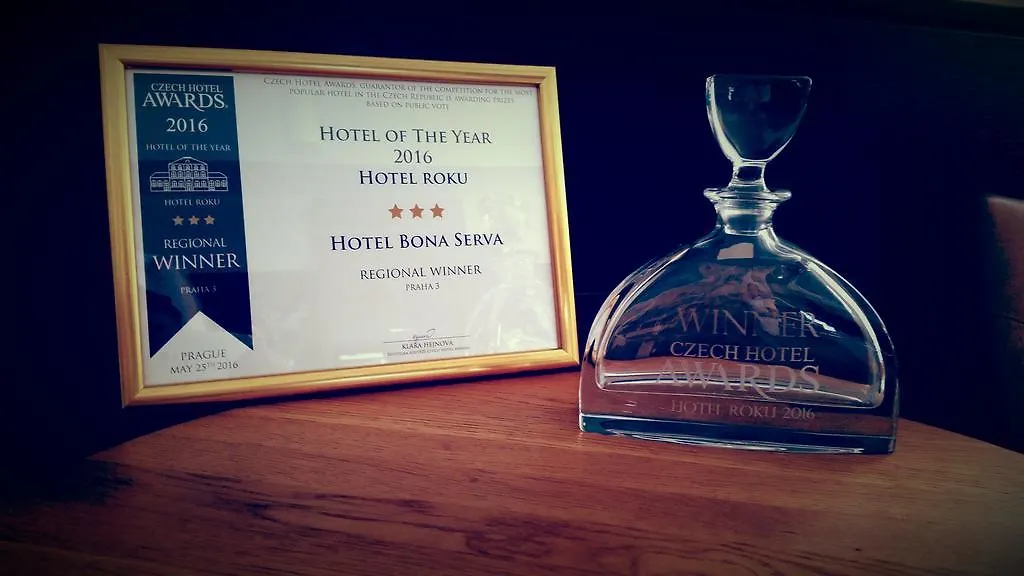 CZECH HOTEL
AWARDS®
2016
HOTEL OF THE YEAR
HOTEL ROKU
REGIONAL
WINNER
PRAHA 3
PRAGUE
MAY 25TH 2016
CZECH HOTEL AWARDS, GUARANTOR OF THE COMPETITION FOR THE MOST
POPULAR HOTEL IN THE CZECH REPUBLIC IS AWARDING PRIZES
BASED ON PUBLIC VOTE
HOTEL OF THE YEAR
2016
HOTEL ROKU
HOTEL BONA SERVA
REGIONAL WINNER
PRAHA 3
KLÁRA HEJNOVÁ
WINNER
CZECH HOTEL
AWARDS
HOTEL ROKU 2016